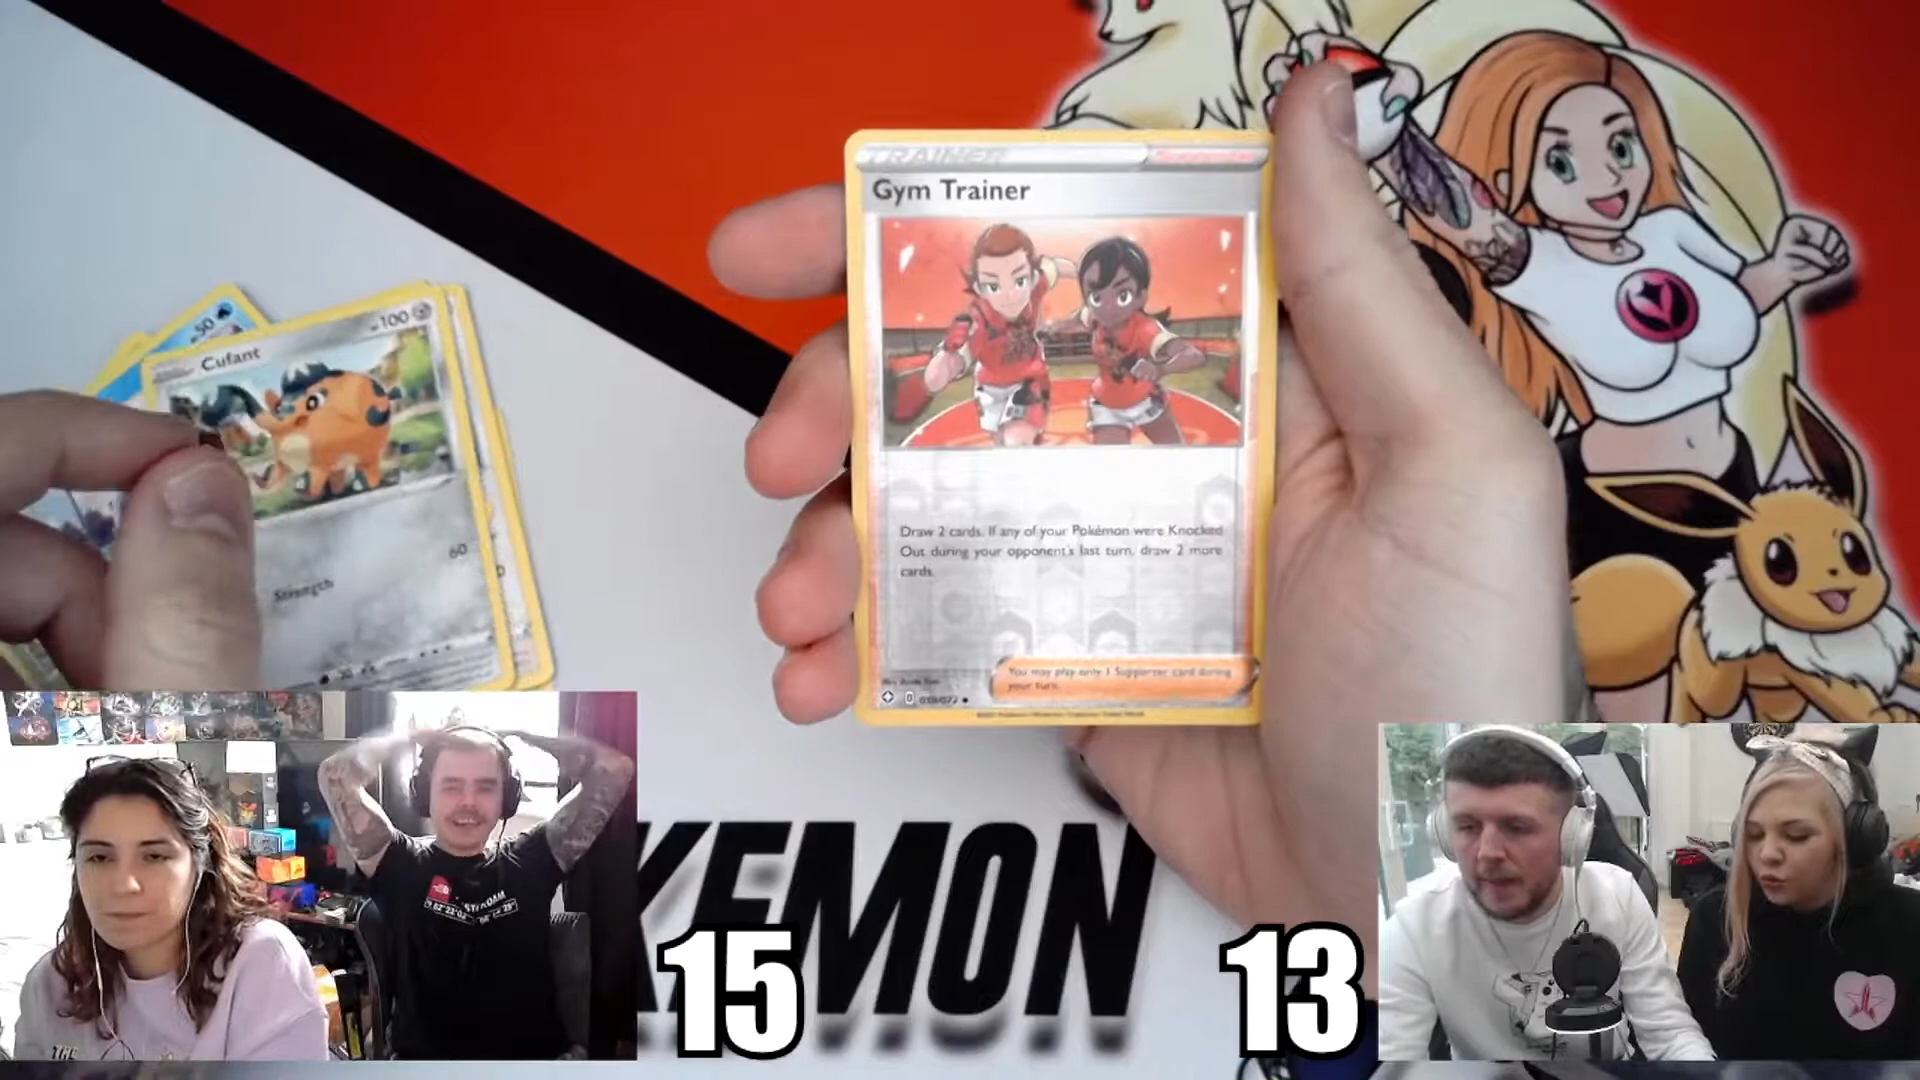 TRAINER
Supporter
Gym Trainer
100
Cufant
50
Draw 2 cards. If any of your Pokémon were Knocked
Out during your opponent's last turn, draw 2 more
cards.
60
Strength
You may play only 1 Supporter card during
your turn.
KEMON
15
13
THE